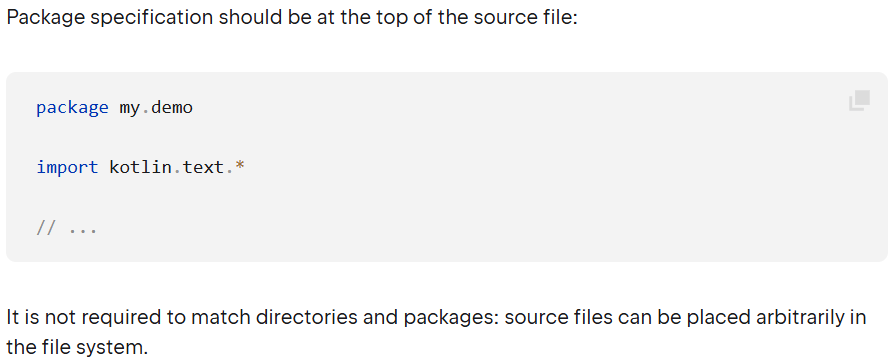 Package specification should be at the top of the source file:
package my.demo
import kotlin.text.*
// ...
It is not required to match directories and packages: source files can be placed arbitrarily in
the file system.